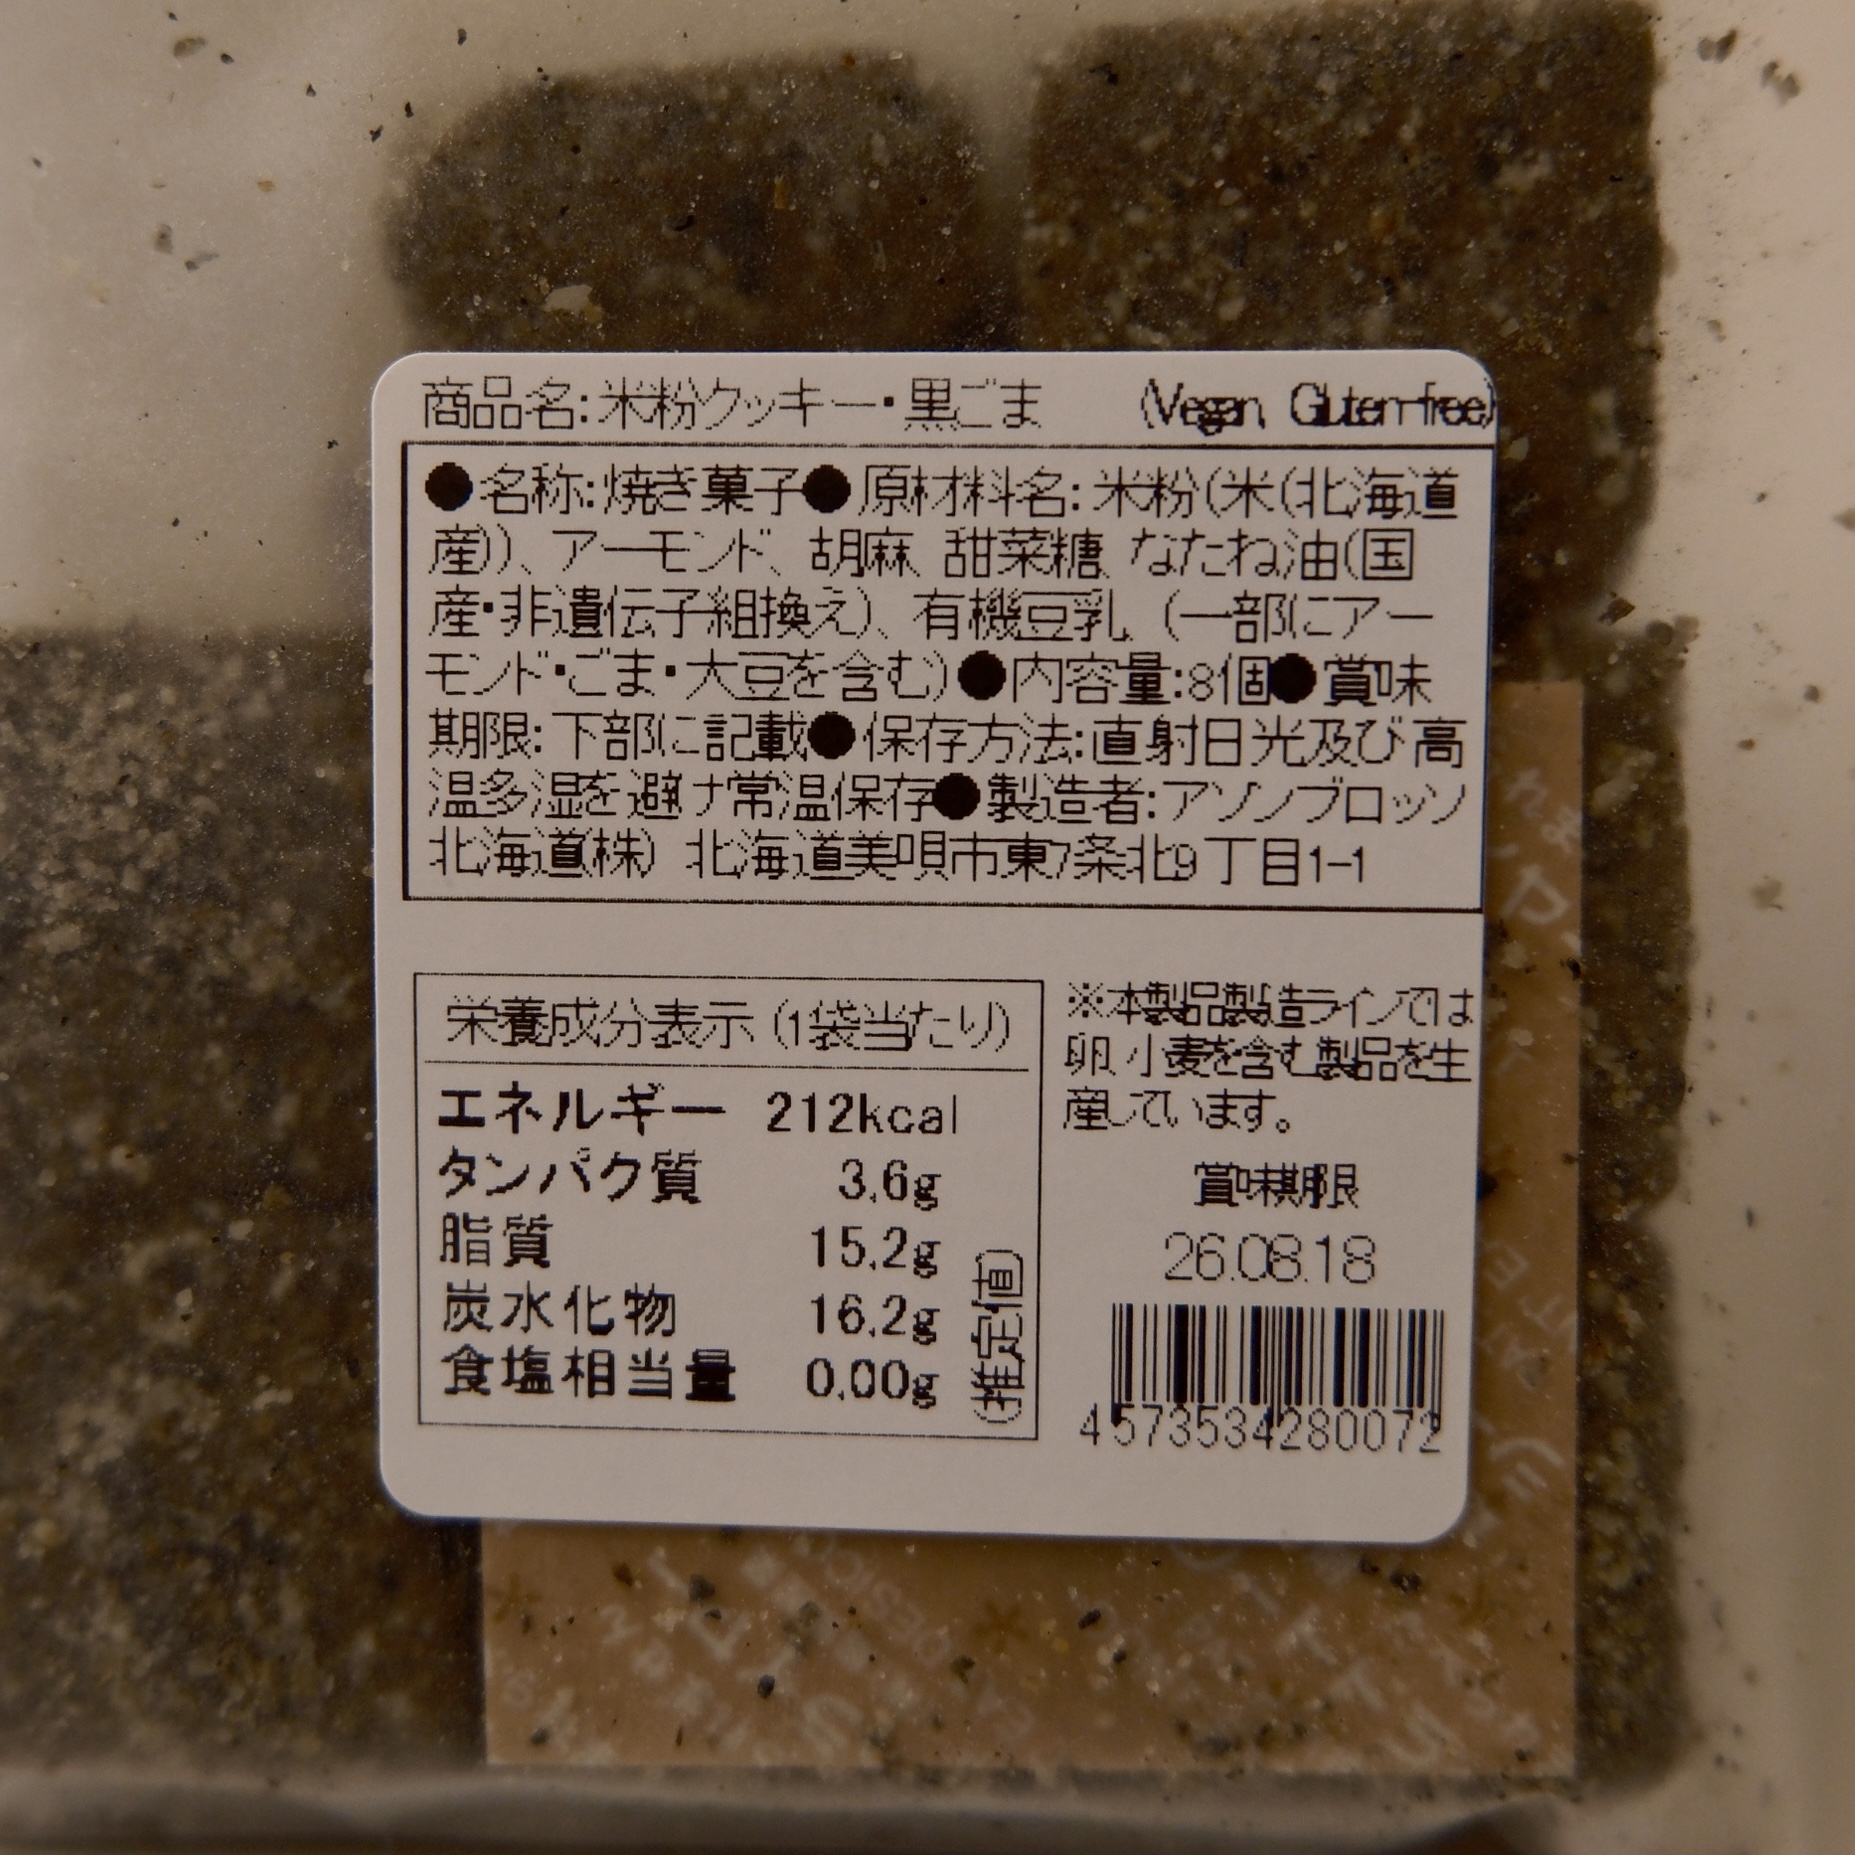 商品名:米粉クッキー・黒ごま (Vegan, Gluten-free)
●名称:焼き菓子●原材料名:米粉(米(北海道
産))、アーモンド、胡麻、甜菜糖、なたね油(国
産・非遺伝子組換え)、有機豆乳、(一部にアー
モンド・ごま・大豆を含む)●内容量:8個●賞味
期限:下部に記載●保存方法:直射日光及び高
温多湿を避け常温保存●製造者:アソンブロッソ
北海道(株) 北海道美唄市東7条北9丁目1-1
栄養成分表示(1袋当たり)
エネルギー 212kcal
タンパク質 3.6g
脂質 15.2g
炭水化物 16.2g
食塩相当量 0.00g
(推定値)
※本製品製造ラインでは
卵、小麦を含む製品を生
産しています。
賞味期限
26.08.18
4573534280072